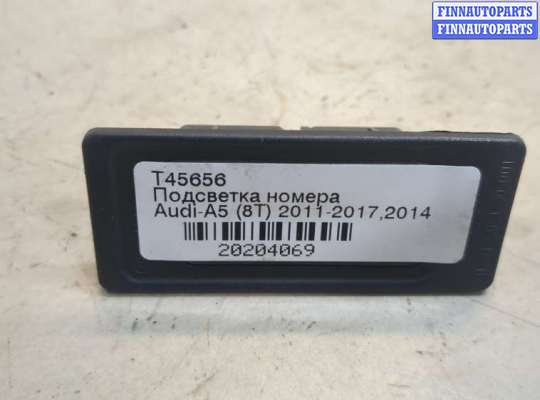 FINNAUTOPARTS
FINNAUTOPARTS
T45656
Подсветка номера
Audi-A5 (8T) 2011-2017,2014
20204069